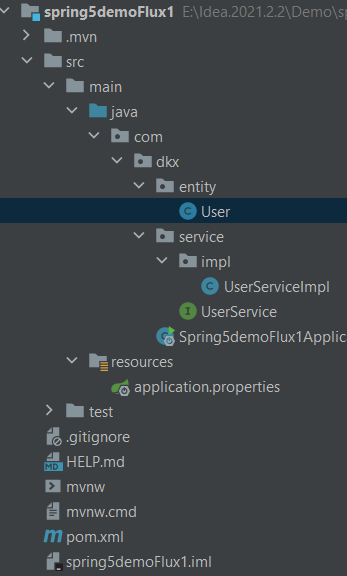 spring5demoFlux1 E:\Idea.2021.2.2\Demo\sp
.mvn
src
main
java
com
dkx
entity
C User
service
impl
C UserServiceImpl
I UserService
Spring5demoFlux1Applic
resources
application.properties
test
.gitignore
MD HELP.md
mvnw
mvnw.cmd
m pom.xml
spring5demoFlux1.iml